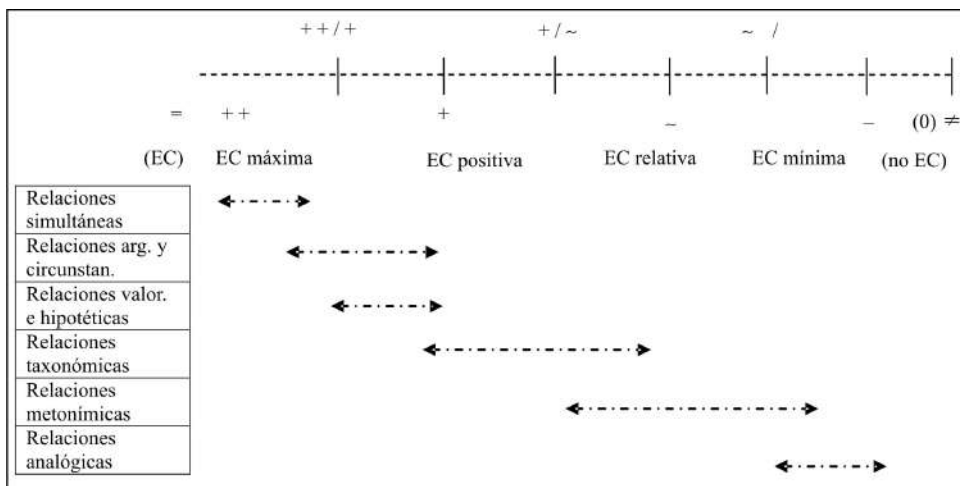 ++/+ +/~ ~ /
= ++ + ~ – (0) ≠
(EC) EC máxima EC positiva EC relativa EC mínima (no EC)
Relaciones
simultáneas
Relaciones arg. y
circunstan.
Relaciones valor.
e hipotéticas
Relaciones
taxonómicas
Relaciones
metonímicas
Relaciones
analógicas